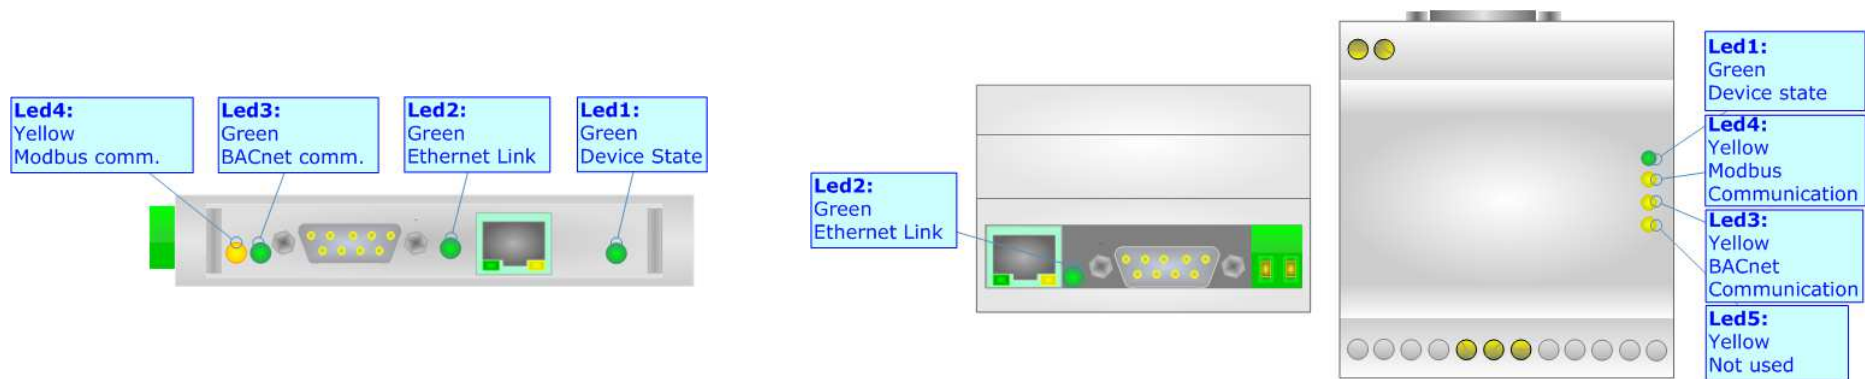 Led4:
Yellow
Modbus comm.
Led3:
Green
BACnet comm.
Led2:
Green
Ethernet Link
Led1:
Green
Device State
Led2:
Green
Ethernet Link
Led1:
Green
Device state
Led4:
Yellow
Modbus
Communication
Led3:
Yellow
BACnet
Communication
Led5:
Yellow
Not used